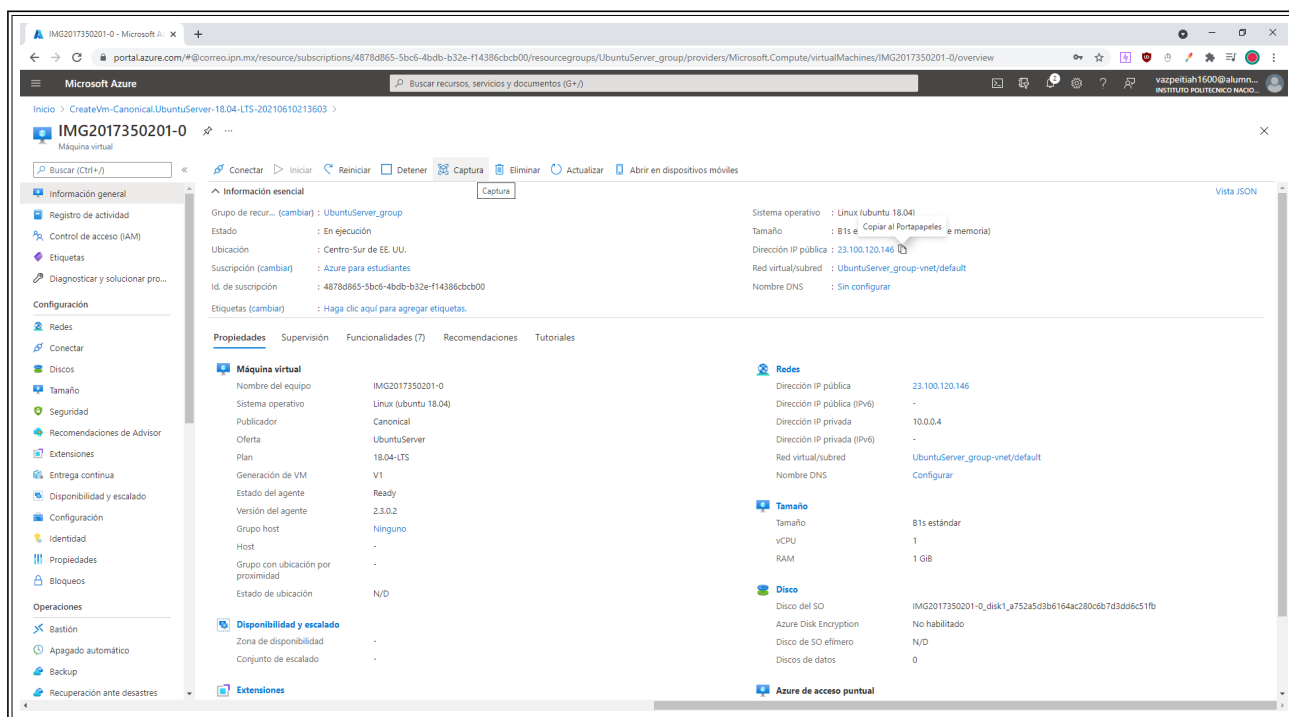 IMG2017350201-0 - Microsoft A
portal.azure.com/#@correo.ipn.mx/resource/subscriptions/4878d865-5bc6-4bdb-b32e-f14386cbcb00/resourcegroups/UbuntuServer_group/providers/Microsoft.Compute/virtualMachines/IMG2017350201-0/overview
Microsoft Azure
Buscar recursos, servicios y documentos (G+/)
2
vazpeitiah1600@alumn...
INSTITUTO POLITECNICO NACIO...
Inicio > CreateVm-Canonical.UbuntuServer-18.04-LTS-20210610213603 >
IMG2017350201-0
Máquina virtual
Buscar (Ctrl+/)
Conectar Iniciar Reiniciar Detener Captura Eliminar Actualizar Abrir en dispositivos móviles
Captura
Información general
Registro de actividad
Control de acceso (IAM)
Etiquetas
Diagnosticar y solucionar pro...
Configuración
Redes
Conectar
Discos
Tamaño
Seguridad
Recomendaciones de Advisor
Extensiones
Entrega continua
Disponibilidad y escalado
Configuración
Identidad
Propiedades
Bloqueos
Operaciones
Bastión
Apagado automático
Backup
Recuperación ante desastres
Información esencial
Vista JSON
Grupo de recur... (cambiar) : UbuntuServer_group
Estado : En ejecución
Ubicación : Centro-Sur de EE. UU.
Suscripción (cambiar) : Azure para estudiantes
Id. de suscripción : 4878d865-5bc6-4bdb-b32e-f14386cbcb00
Etiquetas (cambiar) : Haga clic aquí para agregar etiquetas.
Sistema operativo : Linux (ubuntu 18.04)
Tamaño : B1s e memoria)
Copiar al Portapapeles
Dirección IP pública : 23.100.120.146
Red virtual/subred : UbuntuServer_group-vnet/default
Nombre DNS : Sin configurar
Propiedades Supervisión Funcionalidades (7) Recomendaciones Tutoriales
Máquina virtual
Nombre del equipo IMG2017350201-0
Sistema operativo Linux (ubuntu 18.04)
Publicador Canonical
Oferta UbuntuServer
Plan 18.04-LTS
Generación de VM V1
Estado del agente Ready
Versión del agente 2.3.0.2
Grupo host Ninguno
Host -
Grupo con ubicación por -
proximidad
Estado de ubicación N/D
Disponibilidad y escalado
Zona de disponibilidad -
Conjunto de escalado -
Extensiones
Redes
Dirección IP pública 23.100.120.146
Dirección IP pública (IPv6) -
Dirección IP privada 10.0.0.4
Dirección IP privada (IPv6) -
Red virtual/subred UbuntuServer_group-vnet/default
Nombre DNS Configurar
Tamaño
Tamaño B1s estándar
vCPU 1
RAM 1 GiB
Disco
Disco del SO IMG2017350201-0_disk1_a752a5d3b6164ac280c6b7d3dd6c51fb
Azure Disk Encryption No habilitado
Disco de SO efímero N/D
Discos de datos 0
Azure de acceso puntual